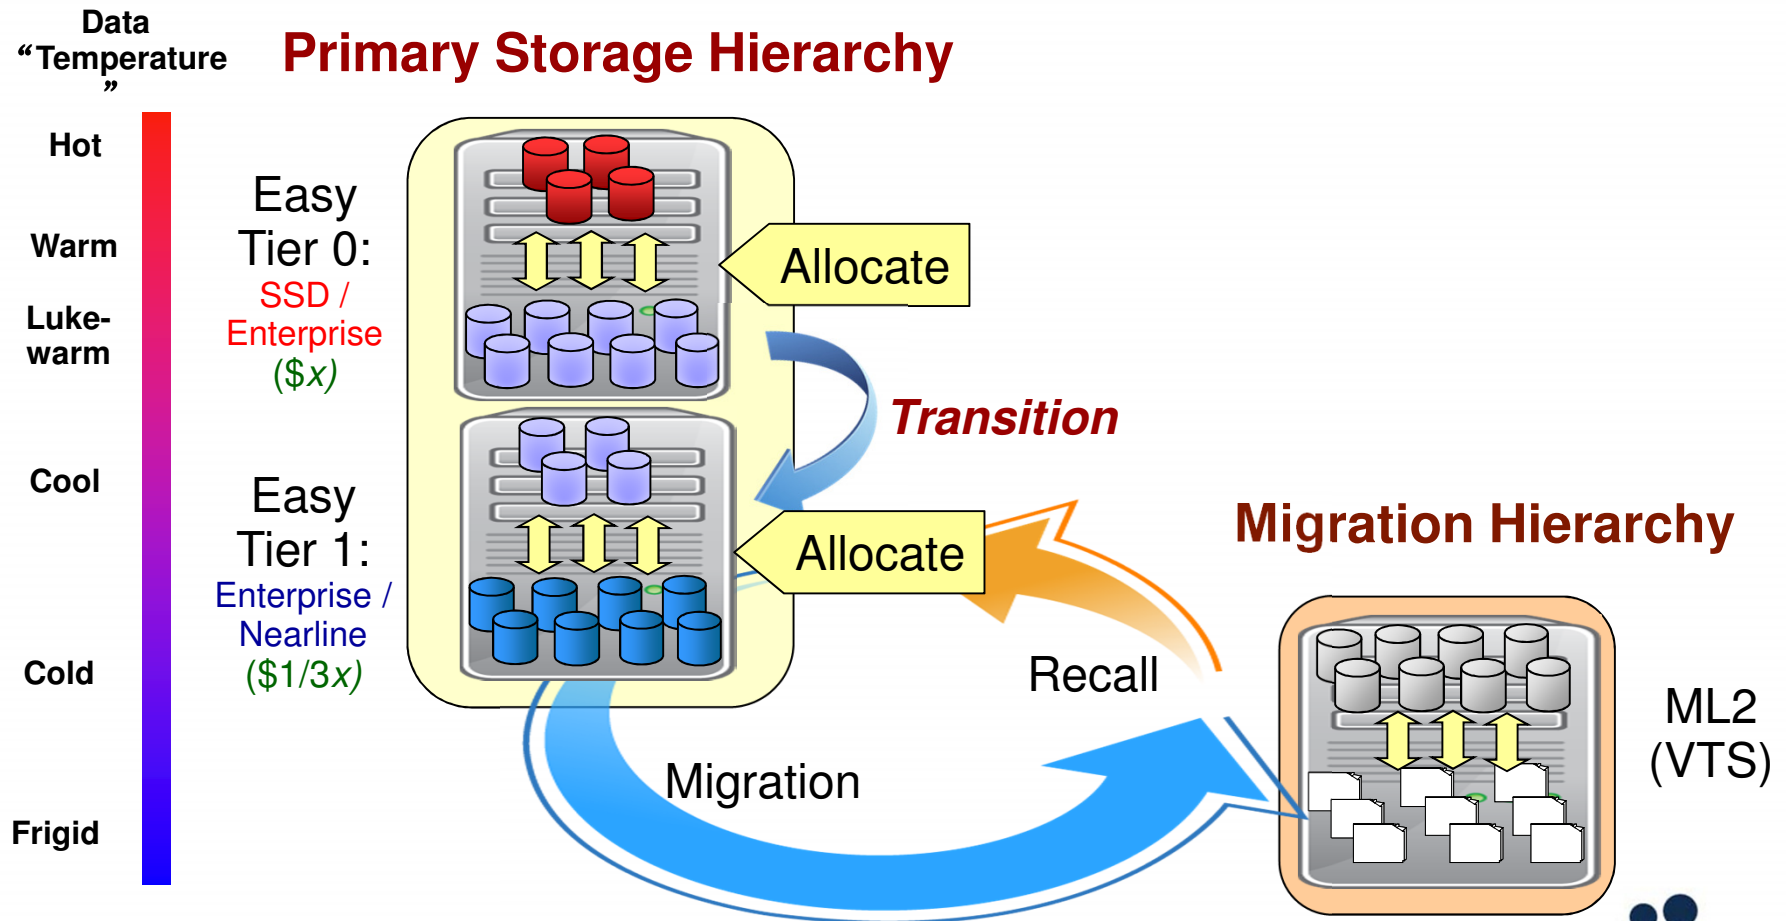 Data
“Temperature
”
Primary Storage Hierarchy
Hot
Warm
Luke-
warm
Cool
Cold
Frigid
Easy
Tier 0:
SSD /
Enterprise
($x)
Allocate
Transition
Easy
Tier 1:
Enterprise /
Nearline
($1/3x)
Allocate
Migration Hierarchy
Recall
Migration
ML2
(VTS)